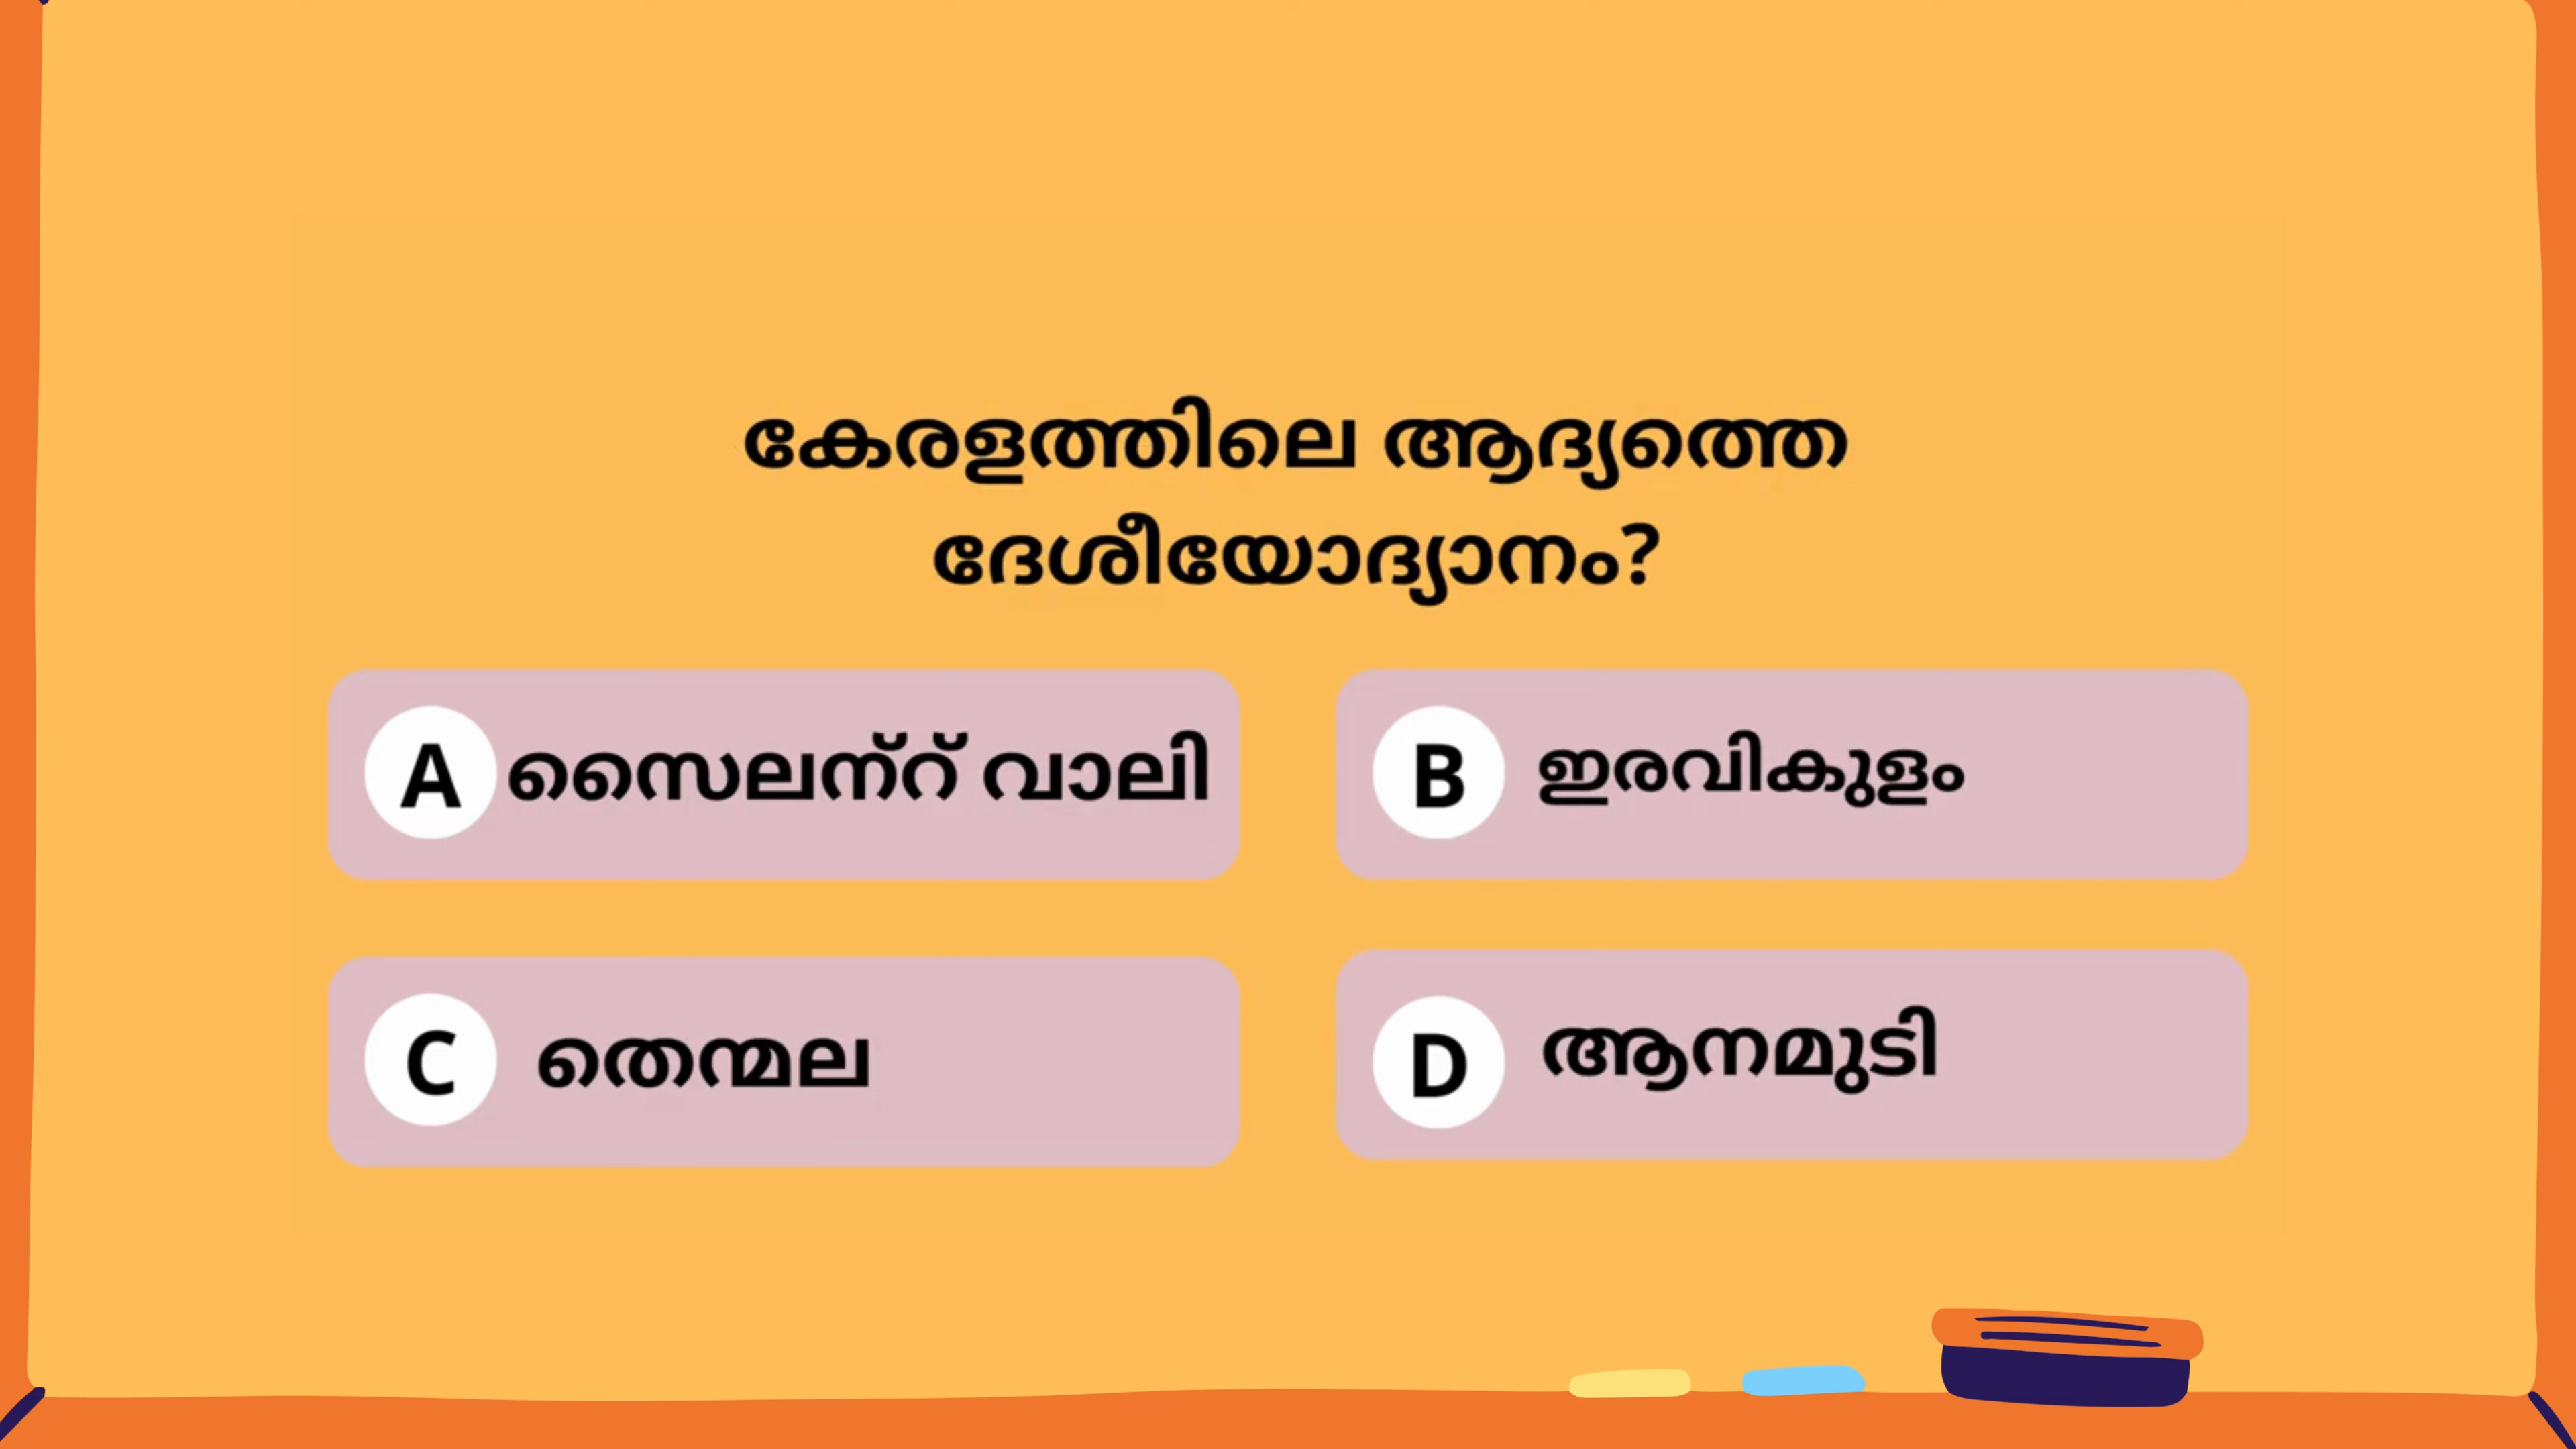 കേരളത്തിലെ ആദ്യത്തെ
ദേശീയോദ്യാനം?
A സൈലന്റ് വാലി
B ഇരവികുളം
C തെന്മല
D ആനമുടി